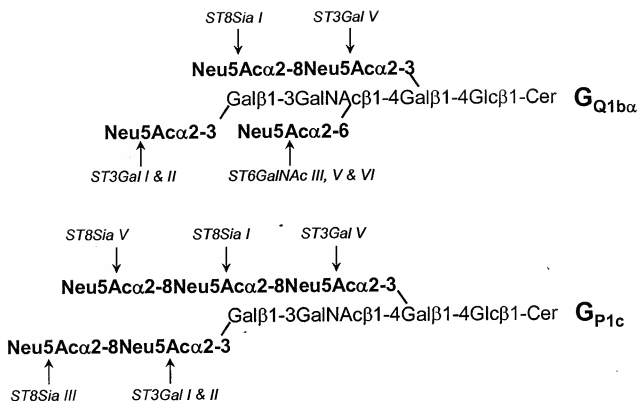 ST8Sia I ST3Gal V
Neu5Acα2-8Neu5Acα2-3
Galβ1-3GalNAcβ1-4Galβ1-4Glcβ1-Cer GQ1bα
Neu5Acα2-3 Neu5Acα2-6
ST3Gal I & II ST6GalNAc III, V & VI
ST8Sia V ST8Sia I ST3Gal V
Neu5Acα2-8Neu5Acα2-8Neu5Acα2-3
Galβ1-3GalNAcβ1-4Galβ1-4Glcβ1-Cer GP1c
Neu5Acα2-8Neu5Acα2-3
ST8Sia III ST3Gal I & II